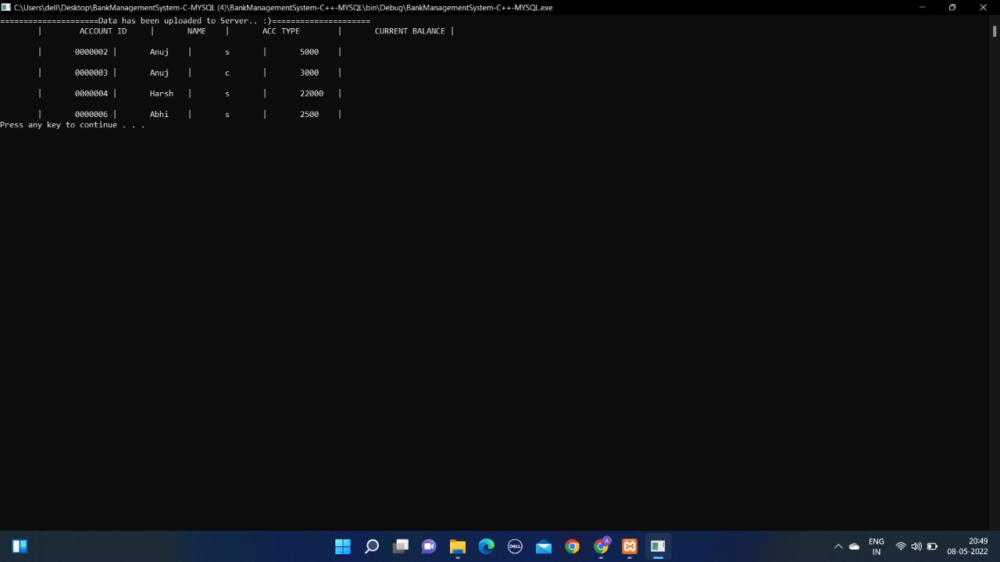 C:\Users\dell\Desktop\BankManagementSystem-C-MYSQL (4)\BankManagementSystem-C++-MYSQL\bin\Debug\BankManagementSystem-C++-MYSQL.exe
=====================Data has been uploaded to Server.. :)=====================
| ACCOUNT ID | NAME | ACC TYPE | CURRENT BALANCE |
| 0000002 | Anuj | s | 5000 |
| 0000003 | Anuj | c | 3000 |
| 0000004 | Harsh | s | 22000 |
| 0000006 | Abhi | s | 2500 |
Press any key to continue . . .
DELL
A
ENG
IN
20:49
08-05-2022